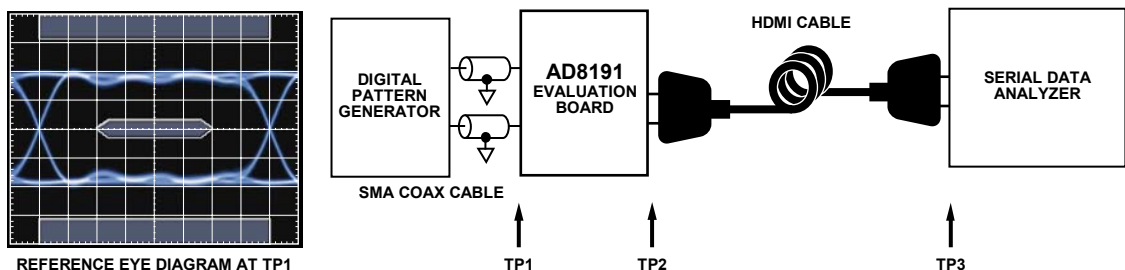 REFERENCE EYE DIAGRAM AT TP1
DIGITAL
PATTERN
GENERATOR
SMA COAX CABLE
AD8191
EVALUATION
BOARD
HDMI CABLE
SERIAL DATA
ANALYZER
TP1
TP2
TP3